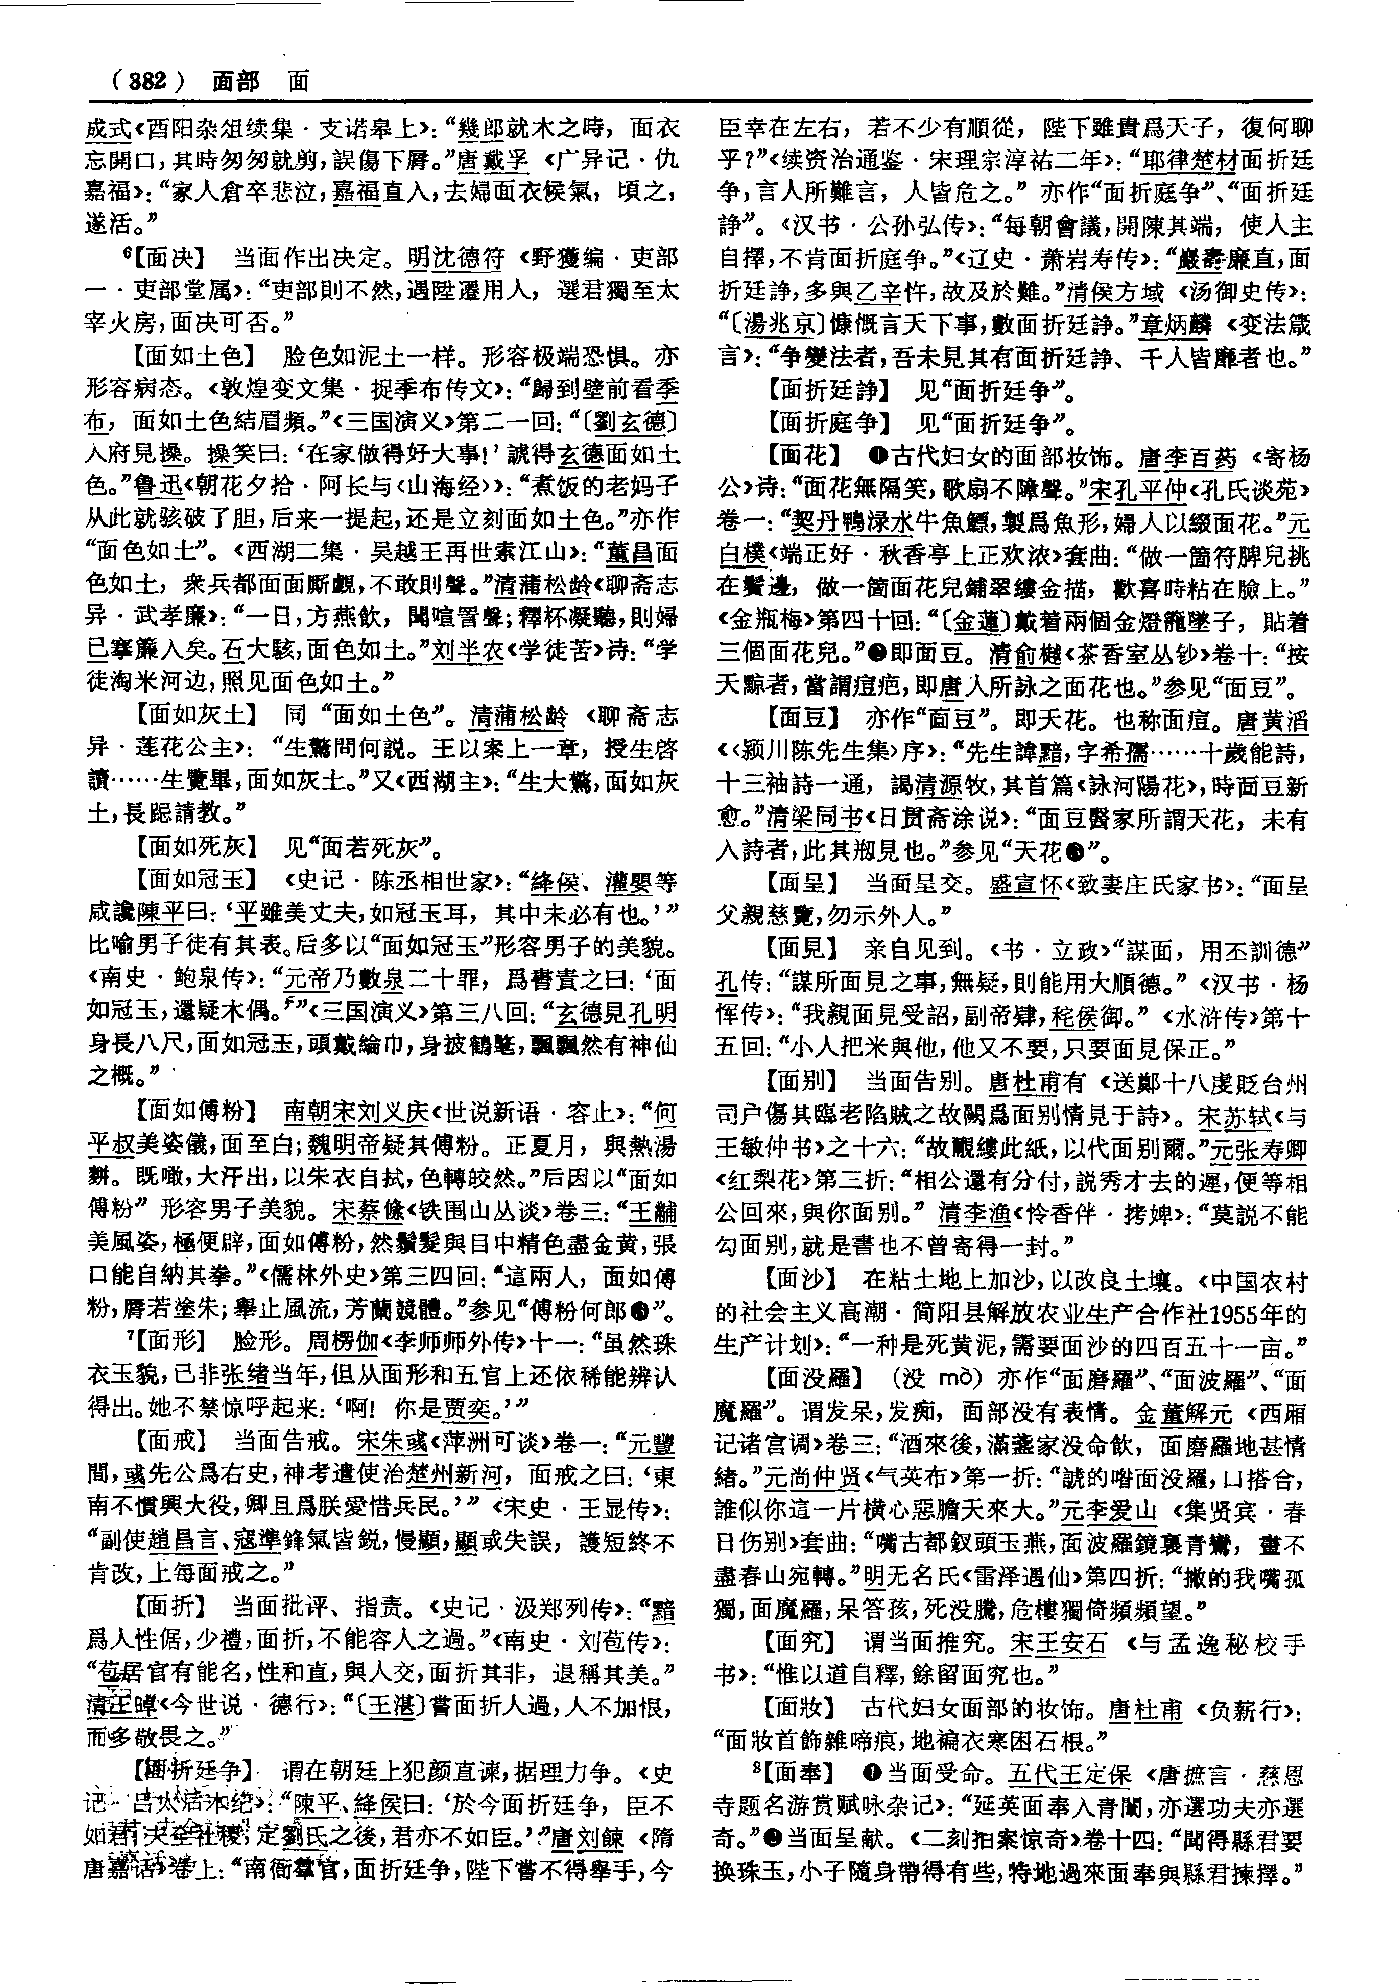 （382） 面部 面
成式《酉阳杂俎续集·支诺皋上》：“幾郎就木之時，面衣
忘開口，其時匆匆就剪，誤傷下脣。”唐戴孚《广异记·仇
嘉福》：“家人倉卒悲泣，嘉福直入，去婦面衣候氣，頃之，
遂活。”
⁶【面决】 当面作出决定。明沈德符《野獲编·吏部
一·吏部堂属》：“吏部則不然，遇陞遷用人，選君獨至太
宰火房，面决可否。”
【面如土色】 脸色如泥土一样。形容极端恐惧。亦
形容病态。《敦煌变文集·捉季布传文》：“歸到壁前看季
布，面如土色結眉頻。”《三国演义》第二一回：“〔劉玄德〕
入府見操。操笑曰：‘在家做得好大事！’諕得玄德面如土
色。”鲁迅《朝花夕拾·阿长与〈山海经〉》：“煮饭的老妈子
从此就骇破了胆，后来一提起，还是立刻面如土色。”亦作
“面色如土”。《西湖二集·吴越王再世索江山》：“董昌面
色如土，衆兵都面面厮觑，不敢則聲。”清蒲松龄《聊斋志
异·武孝廉》：“一日，方燕飲，聞喧詈聲；釋杯凝聽，則婦
已搴簾入矣。石大駭，面色如土。”刘半农《学徒苦》诗：“学
徒淘米河边，照见面色如土。”
【面如灰土】 同“面如土色”。清蒲松龄《聊斋志
异·莲花公主》：“生驚問何説。王以案上一章，授生啓
讀……生覽畢，面如灰土。”又《西湖主》：“生大驚，面如灰
土，長跽請教。”
【面如死灰】 见“面若死灰”。
【面如冠玉】 《史记·陈丞相世家》：“絳侯、灌嬰等
咸讒陳平曰：‘平雖美丈夫，如冠玉耳，其中未必有也。’”
比喻男子徒有其表。后多以“面如冠玉”形容男子的美貌。
《南史·鲍泉传》：“元帝乃數泉二十罪，爲書責之曰：‘面
如冠玉，還疑木偶。’”《三国演义》第三八回：“玄德見孔明
身長八尺，面如冠玉，頭戴綸巾，身披鶴氅，飄飄然有神仙
之概。”
【面如傅粉】 南朝宋刘义庆《世说新语·容止》：“何
平叔美姿儀，面至白；魏明帝疑其傅粉。正夏月，與熱湯
䴵。既噉，大汗出，以朱衣自拭，色轉皎然。”后因以“面如
傅粉”形容男子美貌。宋蔡絛《铁围山丛谈》卷三：“王黼
美風姿，極便辟，面如傅粉，然鬚髮與目中精色盡金黄，張
口能自納其拳。”《儒林外史》第三四回：“這兩人，面如傅
粉，脣若塗朱；舉止風流，芳蘭競體。”参见“傅粉何郎❶”。
⁷【面形】 脸形。周楞伽《李师师外传》十一：“虽然珠
衣玉貌，已非张绪当年，但从面形和五官上还依稀能辨认
得出。她不禁惊呼起来：‘啊！你是贾奕。’”
【面戒】 当面告戒。宋朱彧《萍洲可谈》卷一：“元豐
間，彧先公爲右史，神考遣使治楚州新河，面戒之曰：‘東
南不慣興大役，卿且爲朕愛惜兵民。’”《宋史·王显传》：
“副使趙昌言、寇準鋒氣皆鋭，慢顯，顯或失誤，護短終不
肯改，上每面戒之。”
【面折】 当面批评、指责。《史记·汲郑列传》：“黯
爲人性倨，少禮，面折，不能容人之過。”《南史·刘苞传》：
“苞居官有能名，性和直，與人交，面折其非，退稱其美。”
清王晫《今世说·德行》：“〔王湛〕嘗面折人過，人不加恨，
而多敬畏之。”
【面折廷争】 谓在朝廷上犯颜直谏，据理力争。《史
记·吕太后本纪》：“陳平、絳侯曰：‘於今面折廷争，臣不
如君；夫全社稷，定劉氏之後，君亦不如臣。’”唐刘餗《隋
唐嘉话》卷上：“南衙羣官，面折廷争，陛下嘗不得舉手，今
臣幸在左右，若不少有順從，陛下雖貴爲天子，復何聊
乎？”《续资治通鉴·宋理宗淳祐二年》：“耶律楚材面折廷
争，言人所難言，人皆危之。”亦作“面折庭争”、“面折廷
諍”。《汉书·公孙弘传》：“每朝會議，開陳其端，使人主
自擇，不肯面折庭争。”《辽史·萧岩寿传》：“巖壽廉直，面
折廷諍，多與乙辛忤，故及於難。”清侯方域《汤御史传》：
“〔湯兆京〕慷慨言天下事，數面折廷諍。”章炳麟《变法箴
言》：“争變法者，吾未見其有面折廷諍、千人皆靡者也。”
【面折廷諍】 见“面折廷争”。
【面折庭争】 见“面折廷争”。
【面花】 ❶古代妇女的面部妆饰。唐李百药《寄杨
公》诗：“面花無隔笑，歌扇不障聲。”宋孔平仲《孔氏谈苑》
卷一：“契丹鴨渌水牛魚鰾，製爲魚形，婦人以綴面花。”元
白樸《端正好·秋香亭上正欢浓》套曲：“做一箇符牌兒挑
在鬢邊，做一箇面花兒鋪翠縷金描，歡喜時粘在臉上。”
《金瓶梅》第四十回：“〔金蓮〕戴着兩個金燈籠墜子，貼着
三個面花兒。”❷即面豆。清俞樾《茶香室丛钞》卷十：“按
天黥者，當謂痘疤，即唐人所詠之面花也。”参见“面豆”。
【面豆】 亦作“靣豆”。即天花。也称面痘。唐黄滔
《〈颍川陈先生集〉序》：“先生諱黯，字希孺……十歲能詩，
十三袖詩一通，謁清源牧，其首篇《詠河陽花》，時面豆新
愈。”清梁同书《日贯斋涂说》：“面豆醫家所謂天花，未有
入詩者，此其刱見也。”参见“天花❻”。
【面呈】 当面呈交。盛宣怀《致妻庄氏家书》：“面呈
父親慈覽，勿示外人。”
【面見】 亲自见到。《书·立政》“謀面，用丕訓德”
孔传：“謀所面見之事，無疑，則能用大順德。”《汉书·杨
恽传》：“我親面見受詔，副帝肄，秺侯御。”《水浒传》第十
五回：“小人把米與他，他又不要，只要面見保正。”
【面别】 当面告别。唐杜甫有《送鄭十八虔貶台州
司户傷其臨老陷賊之故闕爲面别情見于詩》。宋苏轼《与
王敏仲书》之十六：“故覼縷此紙，以代面别爾。”元张寿卿
《红梨花》第三折：“相公還有分付，説秀才去的遲，便等相
公回來，與你面别。”清李渔《怜香伴·拷婢》：“莫説不能
勾面别，就是書也不曾寄得一封。”
【面沙】 在粘土地上加沙，以改良土壤。《中国农村
的社会主义高潮·简阳县解放农业生产合作社1955年的
生产计划》：“一种是死黄泥，需要面沙的四百五十一亩。”
【面没羅】 （没 mò）亦作“面磨羅”、“面波羅”、“面
魔羅”。谓发呆，发痴，面部没有表情。金董解元《西厢
记诸宫调》卷三：“酒來後，滿盞家没命飲，面磨羅地甚情
緒。”元尚仲贤《气英布》第一折：“諕的喒面没羅，口搭合，
誰似你這一片横心惡膽天來大。”元李爱山《集贤宾·春
日伤别》套曲：“嘴古都釵頭玉燕，面波羅鏡裏青鸞，畫不
盡春山宛轉。”明无名氏《雷泽遇仙》第四折：“撇的我嘴孤
獨，面魔羅，呆答孩，死没騰，危樓獨倚頻頻望。”
【面究】 谓当面推究。宋王安石《与孟逸秘校手
书》：“惟以道自釋，餘留面究也。”
【面妝】 古代妇女面部的妆饰。唐杜甫《负薪行》：
“面妝首飾雜啼痕，地褊衣寒困石根。”
⁸【面奉】 ❶当面受命。五代王定保《唐摭言·慈恩
寺题名游赏赋咏杂记》：“延英面奉入青闈，亦選功夫亦選
奇。”❷当面呈献。《二刻拍案惊奇》卷十四：“聞得縣君要
换珠玉，小子隨身帶得有些，特地過來面奉與縣君揀擇。”